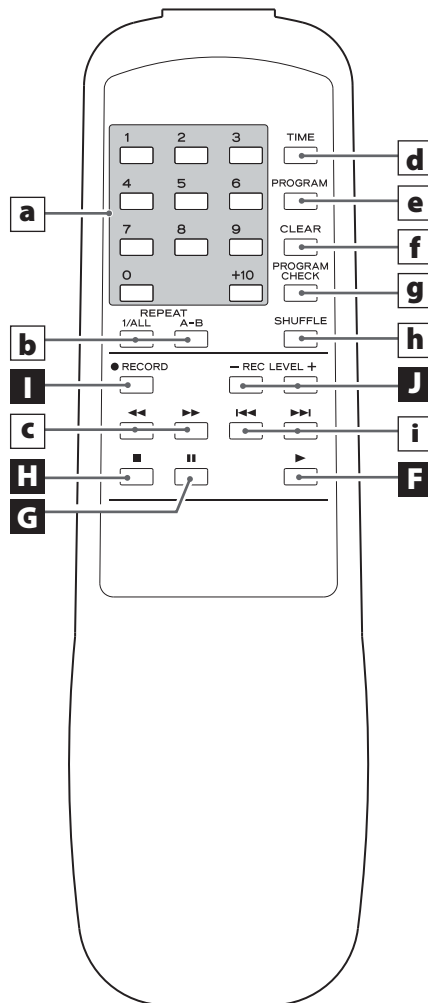 1 2 3 TIME
d
4 5 6 PROGRAM
a
e
7 8 9 CLEAR
f
0 +10 PROGRAM
CHECK
g
REPEAT
1/ALL A-B SHUFFLE
b
h
● RECORD − REC LEVEL +
I
J
◀◀ ▶▶ I◀◀ ▶▶I
c
i
■ II ▶
H
F
G